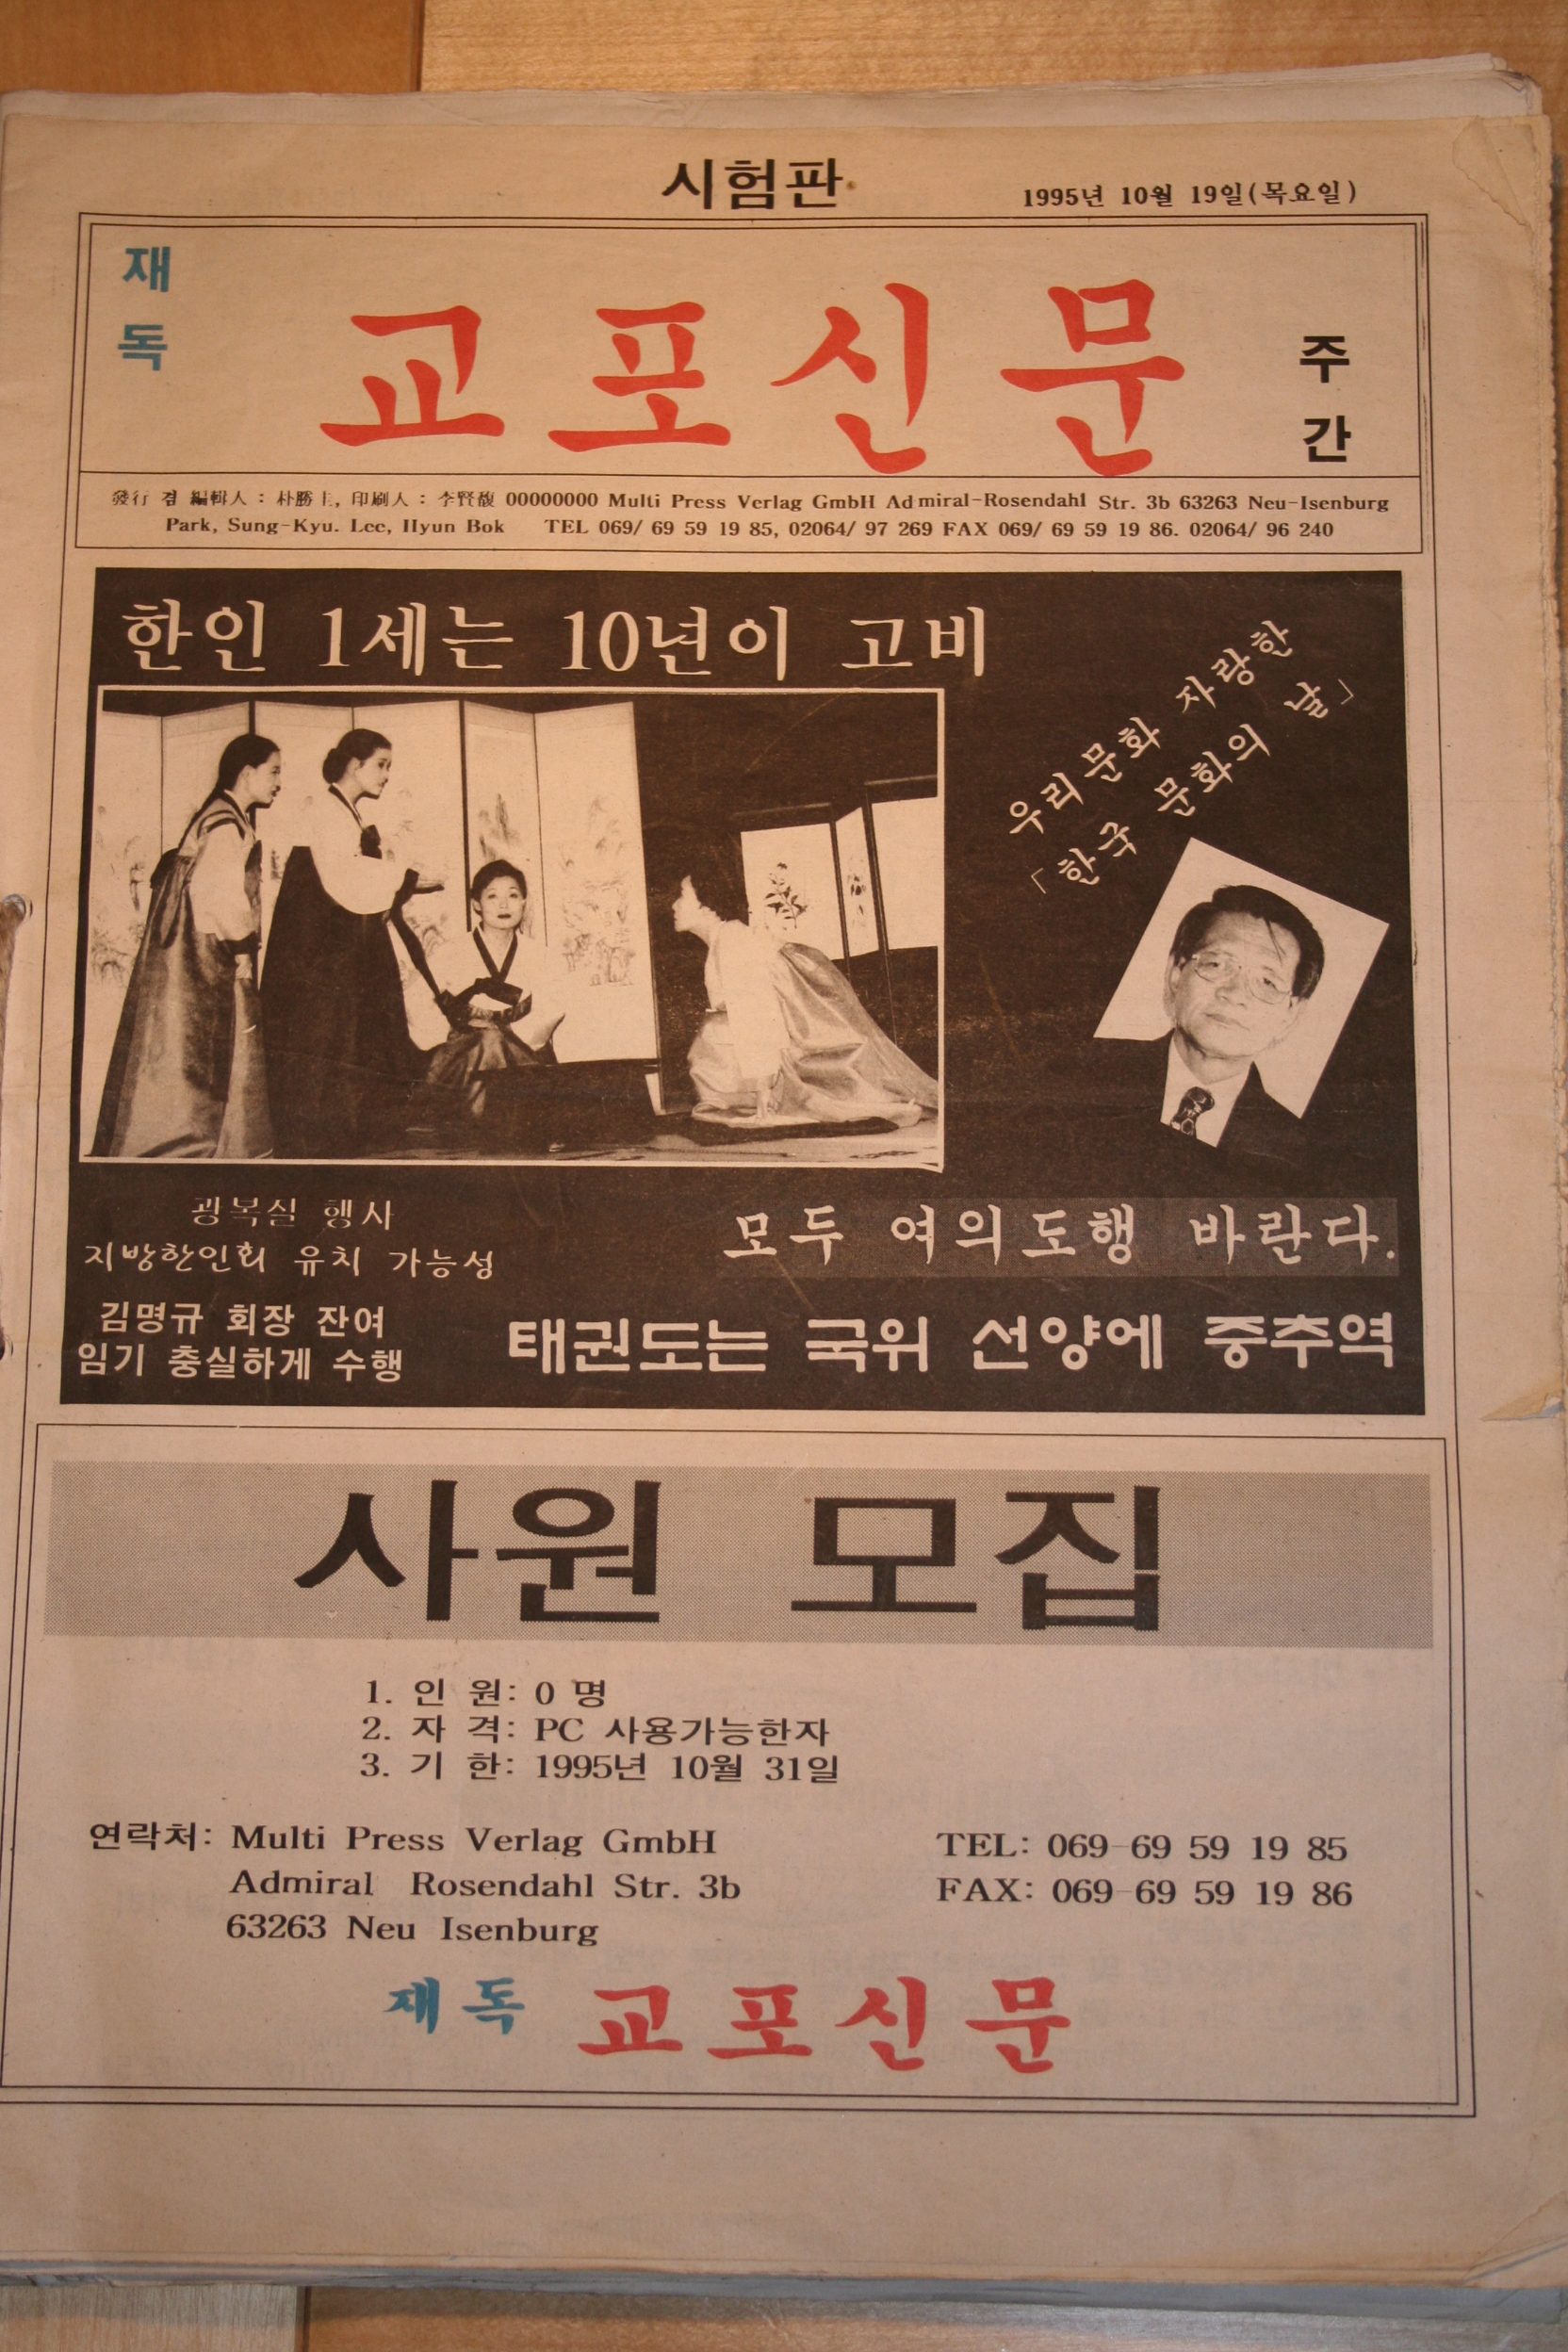 시험판
1995년 10월 19일(목요일)
재독
교포신문
주간
發行 겸 編輯人 : 朴勝圭, 印刷人 : 李賢馥 00000000 Multi Press Verlag GmbH Admiral-Rosendahl Str. 3b 63263 Neu-Isenburg
Park, Sung-Kyu. Lee, Hyun Bok TEL 069/ 69 59 19 85, 02064/ 97 269 FAX 069/ 69 59 19 86. 02064/ 96 240
한인 1세는 10년이 고비
우리문화 자랑한
「한국 문화의 날」
광복절 행사
지방한인회 유치 가능성
모두 여의도행 바란다.
김명규 회장 잔여
임기 충실하게 수행
태권도는 국위 선양에 중추역
사원 모집
1. 인 원: 0 명
2. 자 격: PC 사용가능한자
3. 기 한: 1995년 10월 31일
연락처: Multi Press Verlag GmbH
Admiral Rosendahl Str. 3b
63263 Neu Isenburg
TEL: 069-69 59 19 85
FAX: 069-69 59 19 86
재독 교포신문